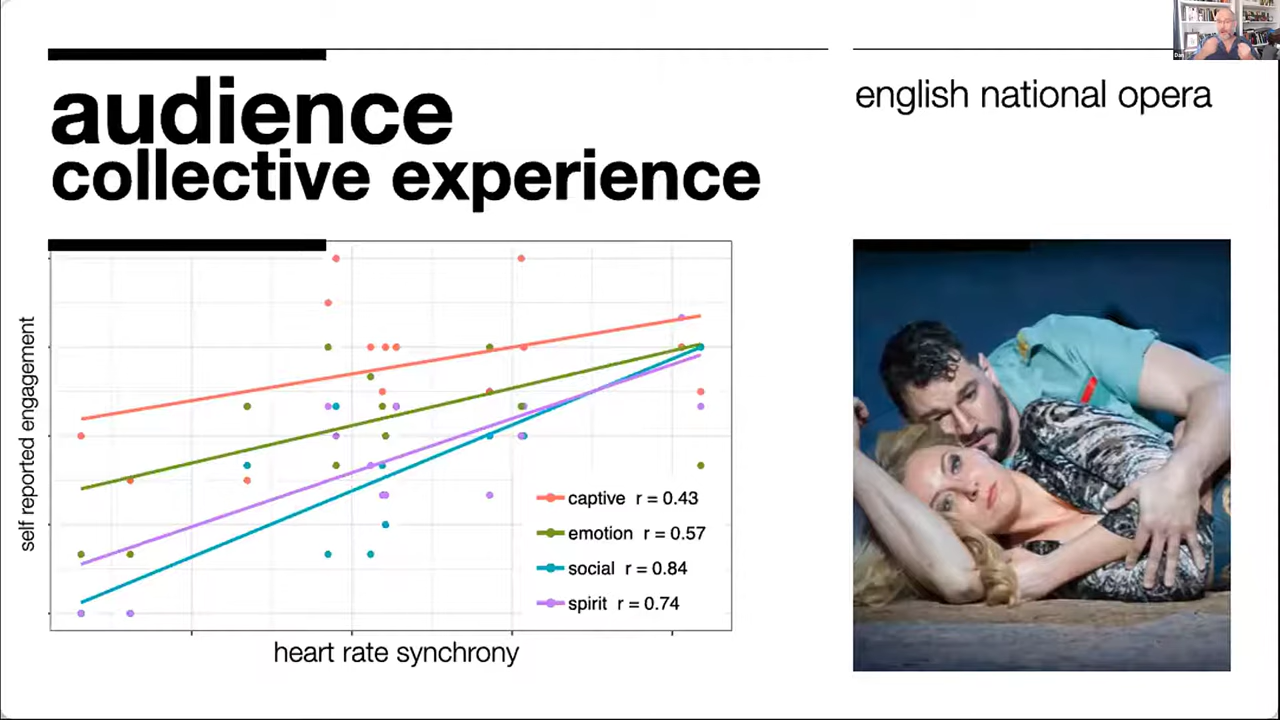 audience
collective experience
english national opera
self reported engagement
captive r = 0.43
emotion r = 0.57
social r = 0.84
spirit r = 0.74
heart rate synchrony